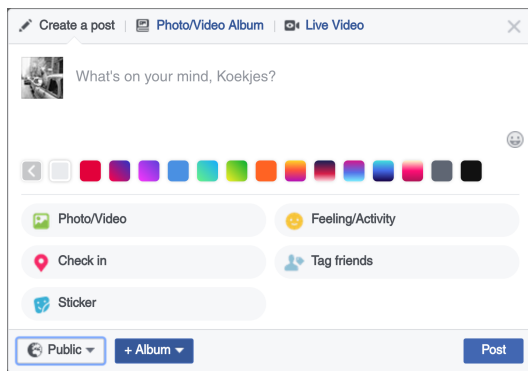 Create a post Photo/Video Album Live Video
What's on your mind, Koekjes?
Photo/Video Feeling/Activity
Check in Tag friends
Sticker
Public + Album Post